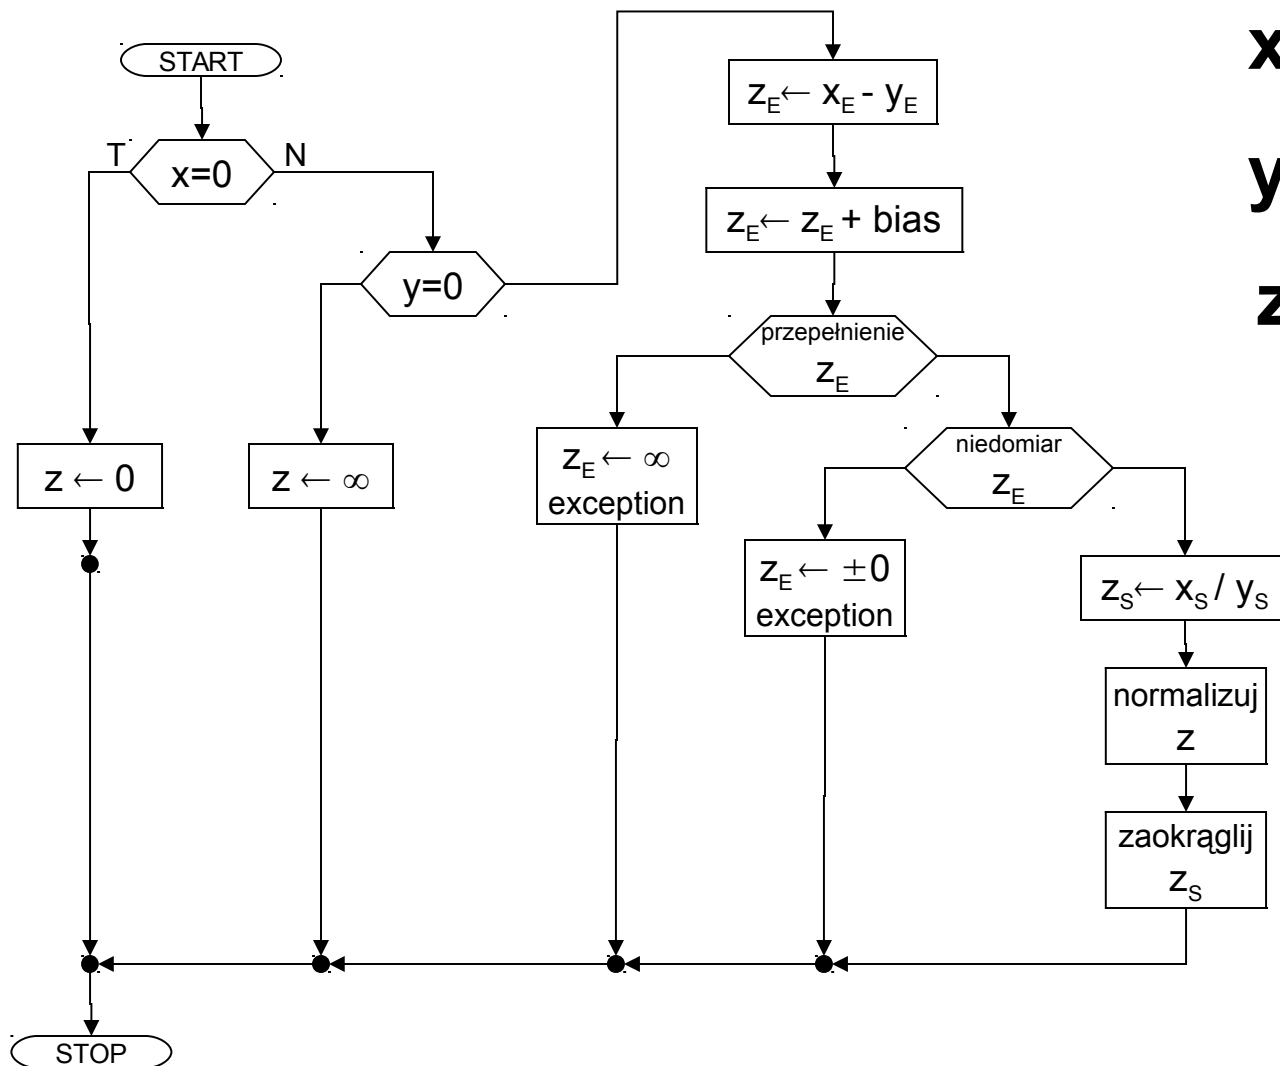 START
T
x=0
N
y=0
z ← 0
z ← ∞
z_E ← x_E - y_E
z_E ← z_E + bias
przepełnienie
z_E
z_E ← ∞
exception
niedomiar
z_E
z_E ← ±0
exception
z_S ← x_S / y_S
normalizuj
z
zaokrąglij
z_S
STOP
x
y
z